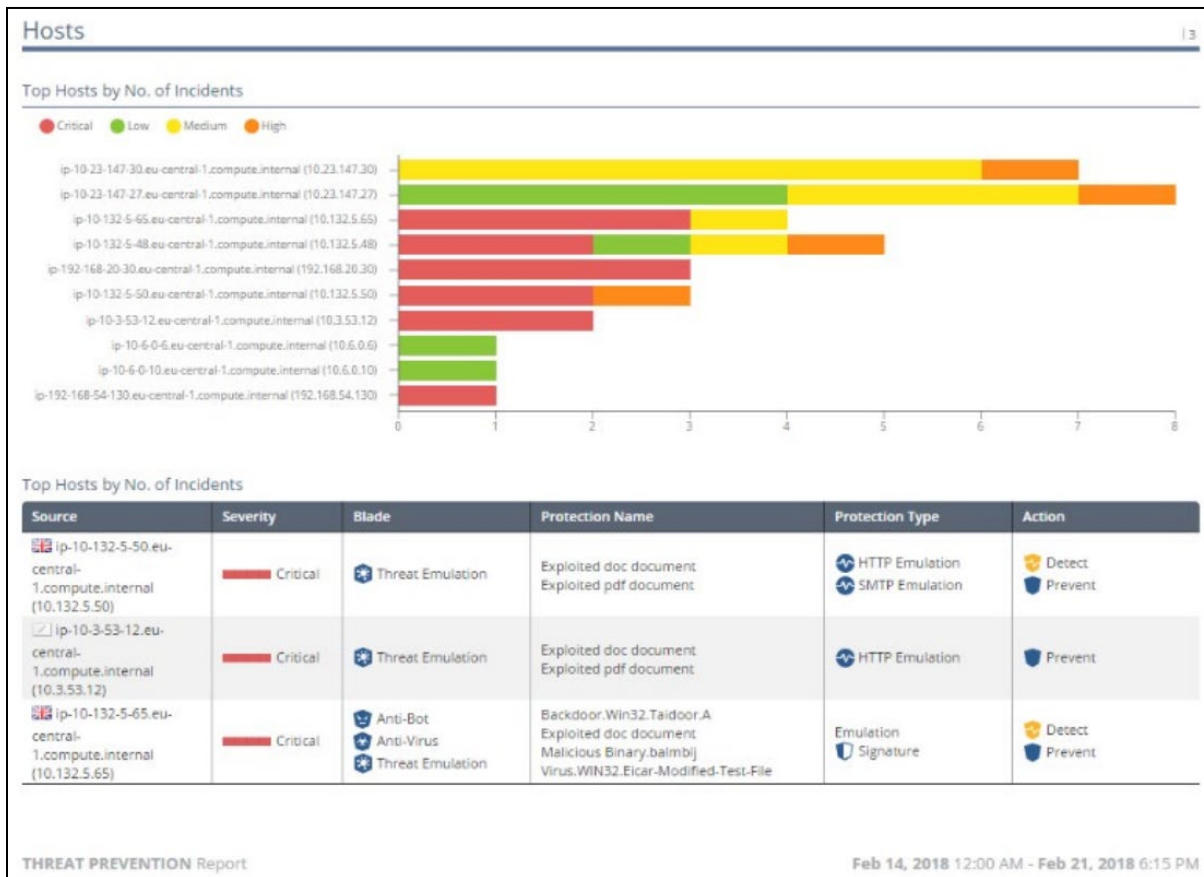 Hosts
| 3
Top Hosts by No. of Incidents
Critical Low Medium High
ip-10-23-147-30.eu-central-1.compute.internal (10.23.147.30)
ip-10-23-147-27.eu-central-1.compute.internal (10.23.147.27)
ip-10-132-5-65.eu-central-1.compute.internal (10.132.5.65)
ip-10-132-5-48.eu-central-1.compute.internal (10.132.5.48)
ip-192-168-20-30.eu-central-1.compute.internal (192.168.20.30)
ip-10-132-5-50.eu-central-1.compute.internal (10.132.5.50)
ip-10-3-53-12.eu-central-1.compute.internal (10.3.53.12)
ip-10-6-0-6.eu-central-1.compute.internal (10.6.0.6)
ip-10-6-0-10.eu-central-1.compute.internal (10.6.0.10)
ip-192-168-54-130.eu-central-1.compute.internal (192.168.54.130)
0 1 2 3 4 5 6 7 8
Top Hosts by No. of Incidents
Source Severity Blade Protection Name Protection Type Action
ip-10-132-5-50.eu-
central-
1.compute.internal
(10.132.5.50)
Critical
Threat Emulation
Exploited doc document
Exploited pdf document
HTTP Emulation
SMTP Emulation
Detect
Prevent
ip-10-3-53-12.eu-
central-
1.compute.internal
(10.3.53.12)
Critical
Threat Emulation
Exploited doc document
Exploited pdf document
HTTP Emulation
Prevent
ip-10-132-5-65.eu-
central-
1.compute.internal
(10.132.5.65)
Critical
Anti-Bot
Anti-Virus
Threat Emulation
Backdoor.Win32.Taidoor.A
Exploited doc document
Malicious Binary.balmblj
Virus.WIN32.Eicar-Modified-Test-File
Emulation
Signature
Detect
Prevent
THREAT PREVENTION Report
Feb 14, 2018 12:00 AM - Feb 21, 2018 6:15 PM